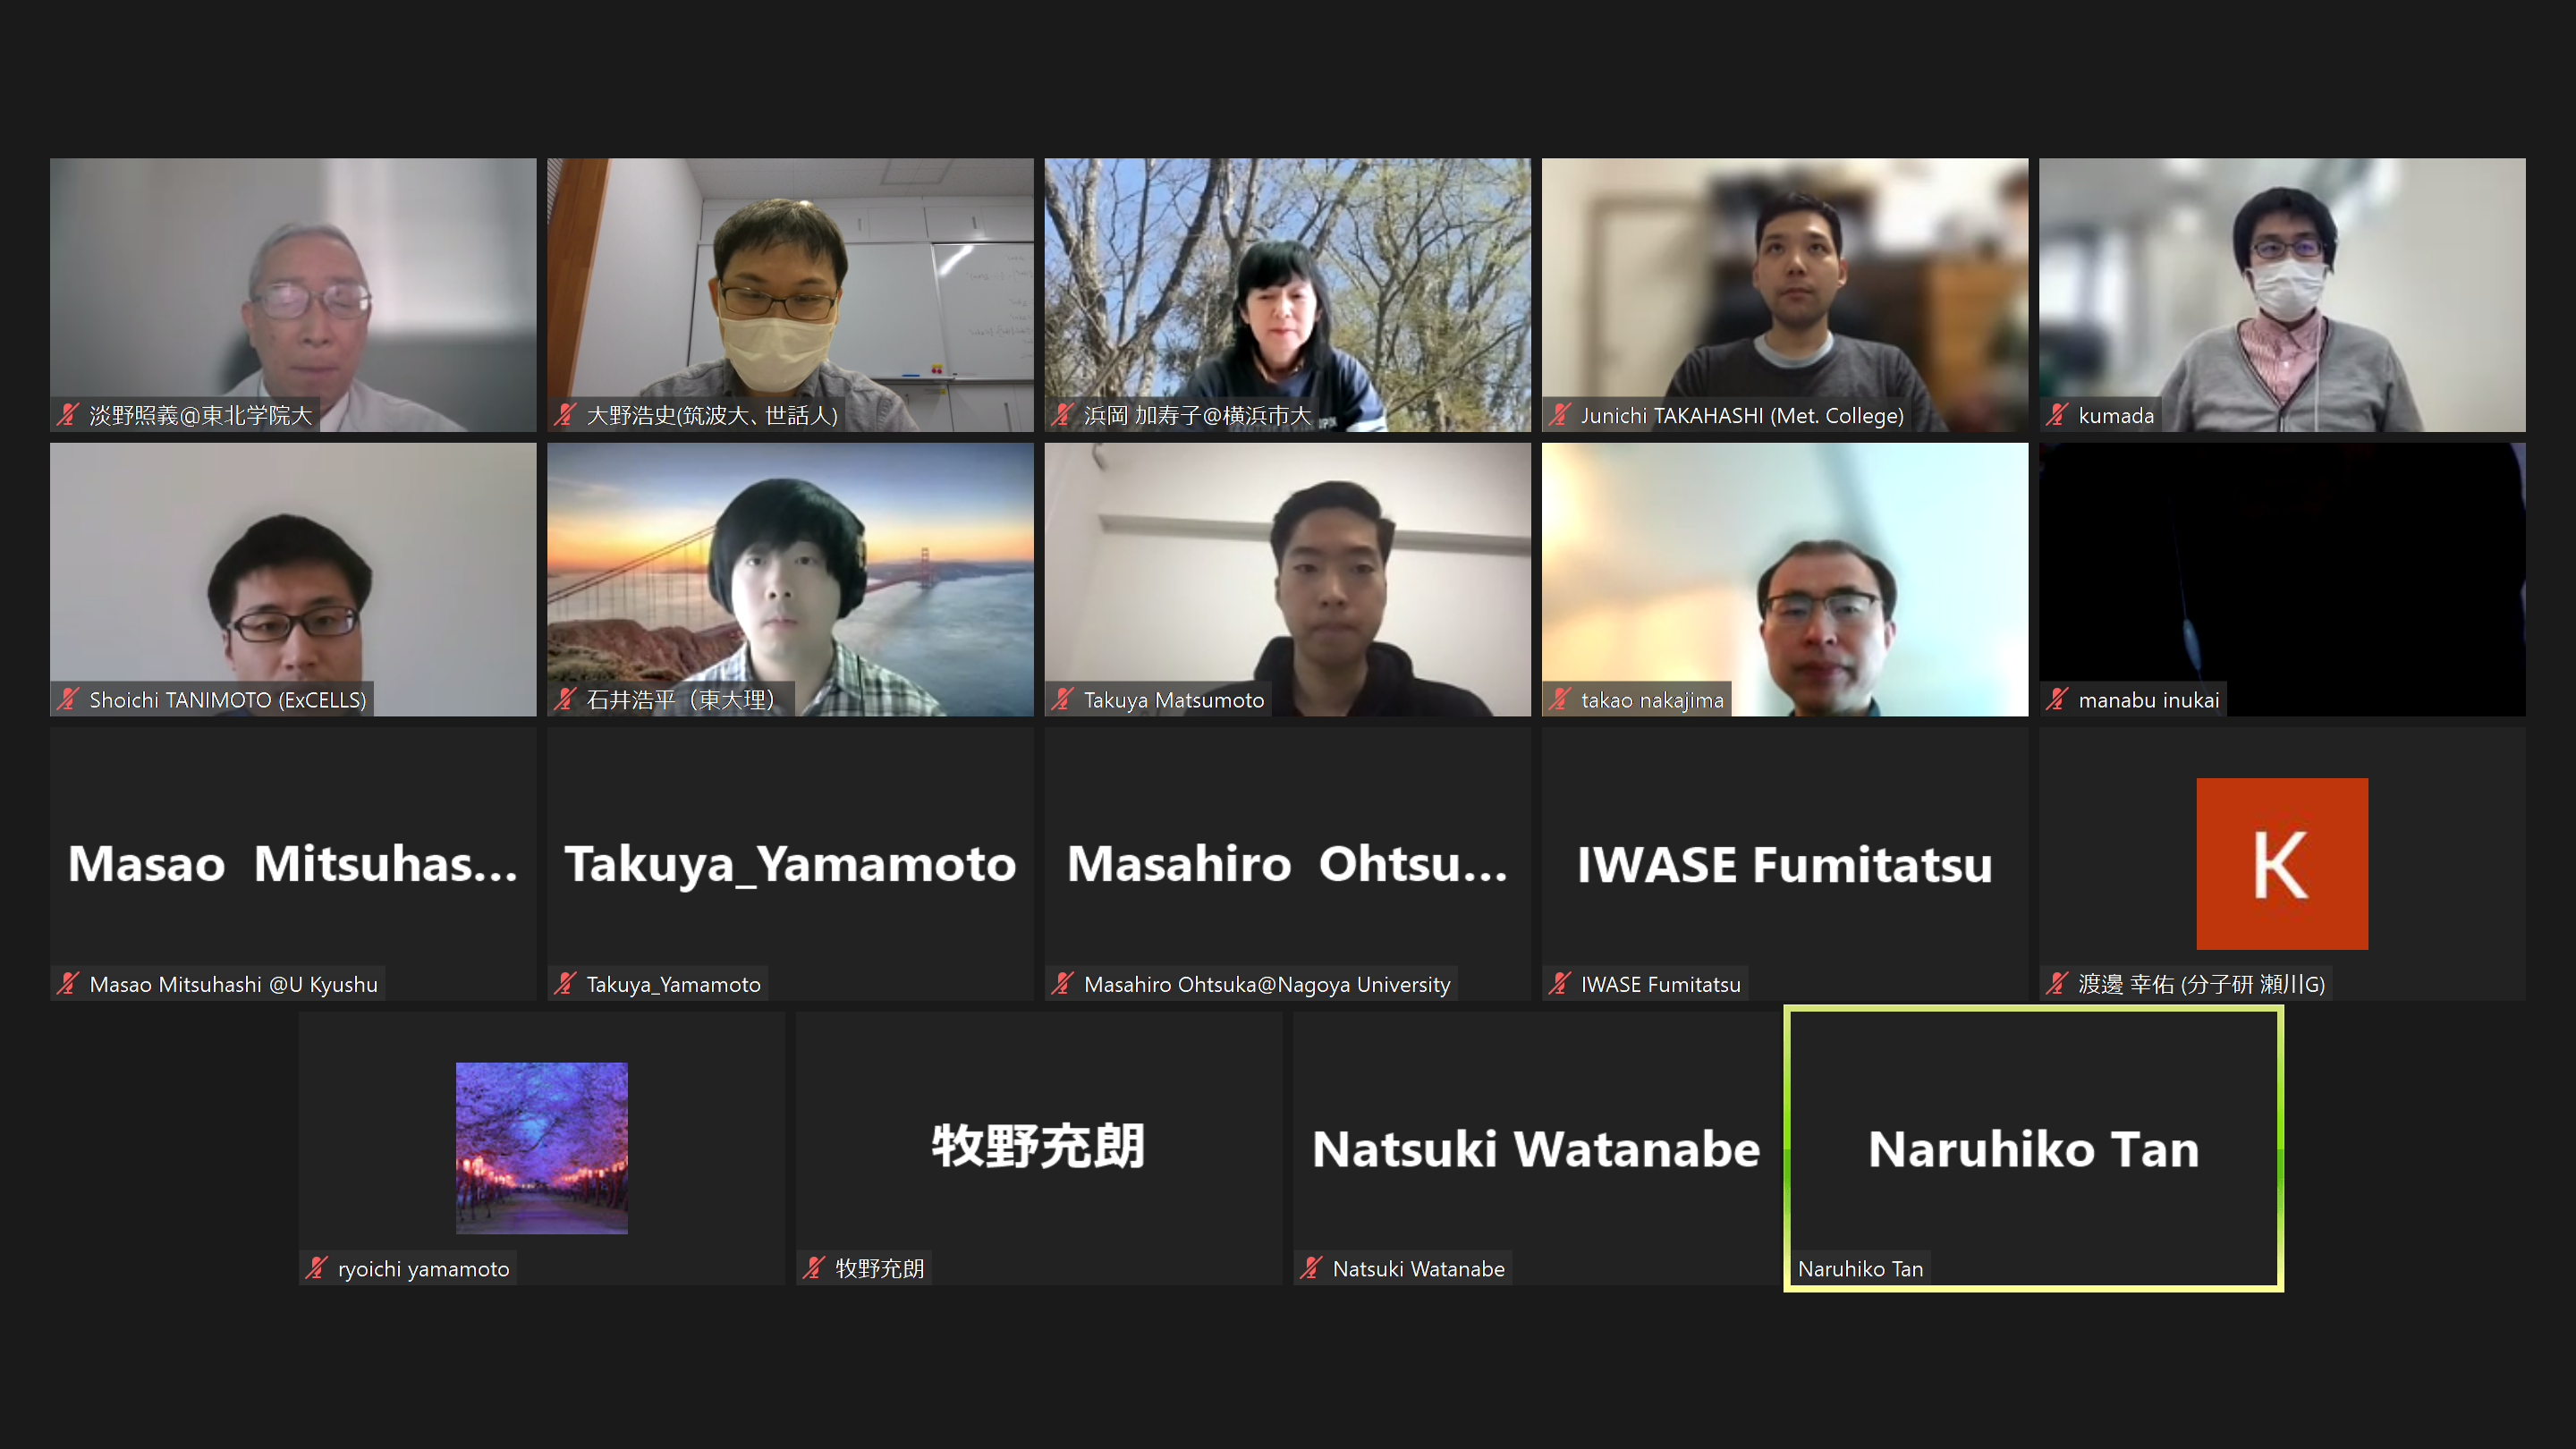 淡野照義@東北学院大
大野浩史(筑波大、世話人)
浜岡 加寿子@横浜市大
Junichi TAKAHASHI (Met. College)
kumada
Shoichi TANIMOTO (ExCELLS)
石井浩平（東大理）
Takuya Matsumoto
takao nakajima
manabu inukai
Masao Mitsuhas...
Masao Mitsuhashi @U Kyushu
Takuya_Yamamoto
Takuya_Yamamoto
Masahiro Ohtsu...
Masahiro Ohtsuka@Nagoya University
IWASE Fumitatsu
IWASE Fumitatsu
K
渡邊 幸佑 (分子研 瀬川G)
ryoichi yamamoto
牧野充朗
牧野充朗
Natsuki Watanabe
Natsuki Watanabe
Naruhiko Tan
Naruhiko Tan